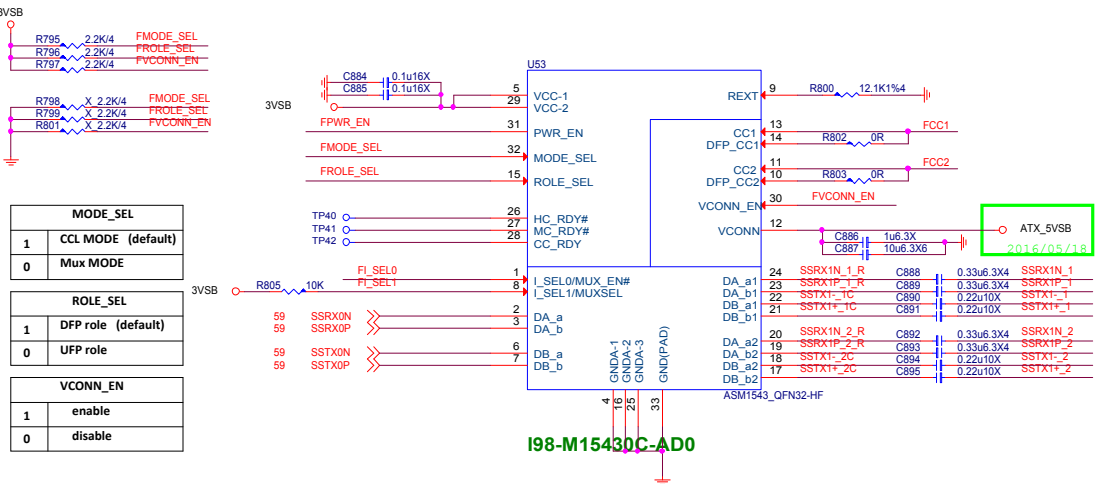 3VSB
R795 2.2K/4 FMODE_SEL
R796 2.2K/4 FROLE_SEL
R797 2.2K/4 FVCONN_EN
R798 X_2.2K/4 FMODE_SEL
R799 X_2.2K/4 FROLE_SEL
R801 X_2.2K/4 FVCONN_EN
MODE_SEL
1 CCL MODE (default)
0 Mux MODE
ROLE_SEL
1 DFP role (default)
0 UFP role
VCONN_EN
1 enable
0 disable
U53
C884 0.1u16X
C885 0.1u16X
3VSB
5 VCC-1
29 VCC-2
FPWR_EN 31 PWR_EN
FMODE_SEL 32 MODE_SEL
FROLE_SEL 15 ROLE_SEL
TP40 26 HC_RDY#
TP41 27 MC_RDY#
TP42 28 CC_RDY
FI_SEL0 1 I_SEL0/MUX_EN#
3VSB R805 10K FI_SEL1 8 I_SEL1/MUXSEL
59 SSRX0N 2 DA_a
59 SSRX0P 3 DA_b
59 SSTX0N 6 DB_a
59 SSTX0P 7 DB_b
REXT 9 R800 12.1K1%4
CC1 13 FCC1
DFP_CC1 14 R802 0R
CC2 11 FCC2
DFP_CC2 10 R803 0R
VCONN_EN 30 FVCONN_EN
VCONN 12 ATX_5VSB
C886 1u6.3X
C887 10u6.3X6
2016/05/18
DA_a1 24 SSRX1N_1_R C888 0.33u6.3X4 SSRX1N_1
DA_b1 23 SSRX1P_1_R C889 0.33u6.3X4 SSRX1P_1
DB_a1 22 SSTX1-_1C C890 0.22u10X SSTX1-_1
DB_b1 21 SSTX1+_1C C891 0.22u10X SSTX1+_1
DA_a2 20 SSRX1N_2_R C892 0.33u6.3X4 SSRX1N_2
DA_b2 19 SSRX1P_2_R C893 0.33u6.3X4 SSRX1P_2
DB_a2 18 SSTX1-_2C C894 0.22u10X SSTX1-_2
DB_b2 17 SSTX1+_2C C895 0.22u10X SSTX1+_2
GNDA-1 GNDA-2 GNDA-3 GND(PAD)
4 16 25 33
ASM1543_QFN32-HF
I98-M15430C-AD0